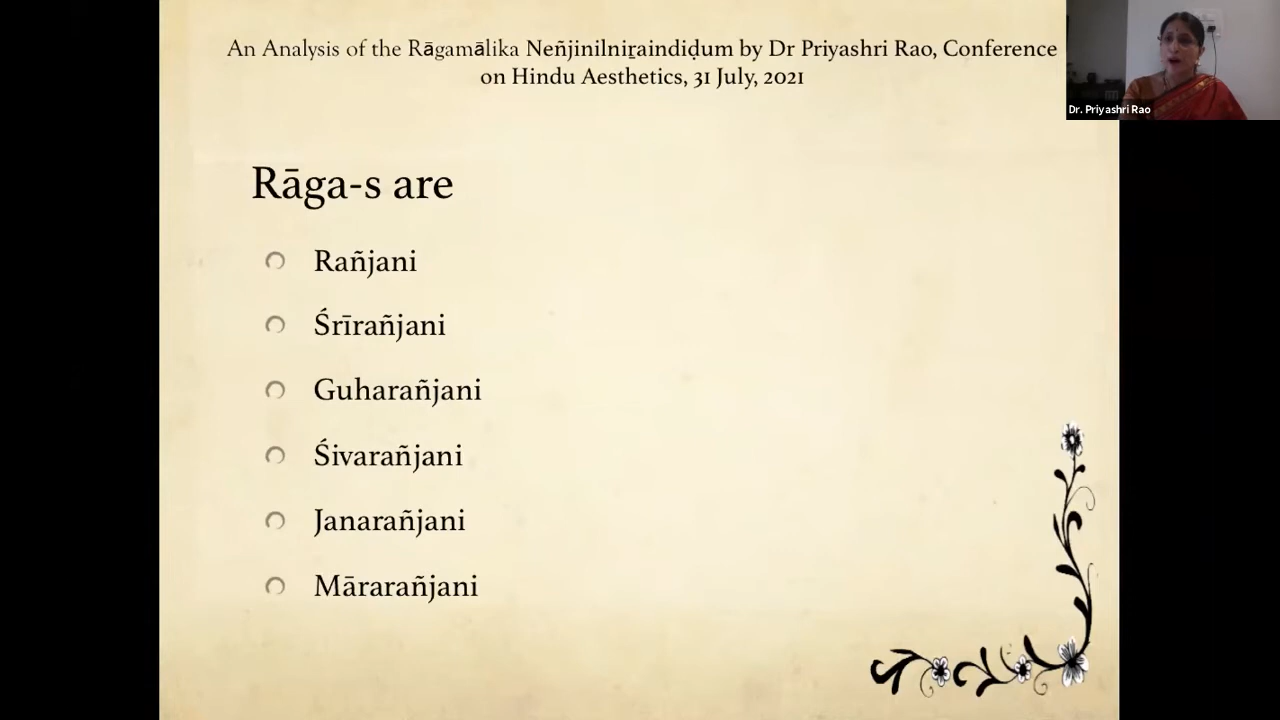 An Analysis of the Rāgamālika Neñjinilniṟaindiḍum by Dr Priyashri Rao, Conference
on Hindu Aesthetics, 31 July, 2021
Dr. Priyashri Rao
Rāga-s are
Rañjani
Śrīrañjani
Guharañjani
Śivarañjani
Janarañjani
Mārarañjani